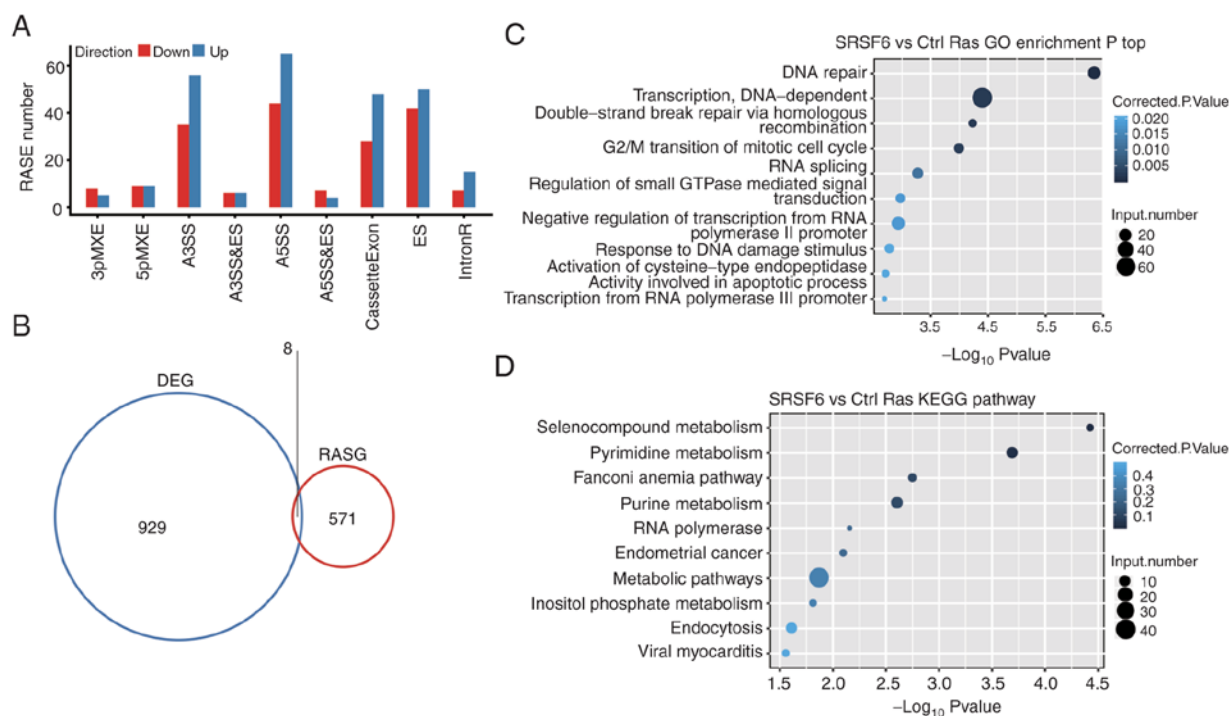 A
Direction Down Up
RASE number
60
40
20
0
3pMXE
5pMXE
A3SS
A3SS&ES
A5SS
A5SS&ES
CassetteExon
ES
IntronR
B
8
DEG
RASG
929
571
C
SRSF6 vs Ctrl Ras GO enrichment P top
DNA repair
Transcription, DNA–dependent
Double–strand break repair via homologous
recombination
G2/M transition of mitotic cell cycle
RNA splicing
Regulation of small GTPase mediated signal
transduction
Negative regulation of transcription from RNA
polymerase II promoter
Response to DNA damage stimulus
Activation of cysteine–type endopeptidase
Activity involved in apoptotic process
Transcription from RNA polymerase III promoter
3.5 4.5 5.5 6.5
–Log10 Pvalue
Corrected.P.Value
0.020
0.015
0.010
0.005
Input.number
20
40
60
D
SRSF6 vs Ctrl Ras KEGG pathway
Selenocompound metabolism
Pyrimidine metabolism
Fanconi anemia pathway
Purine metabolism
RNA polymerase
Endometrial cancer
Metabolic pathways
Inositol phosphate metabolism
Endocytosis
Viral myocarditis
1.5 2.0 2.5 3.0 3.5 4.0 4.5
–Log10 Pvalue
Corrected.P.Value
0.4
0.3
0.2
0.1
Input.number
10
20
30
40